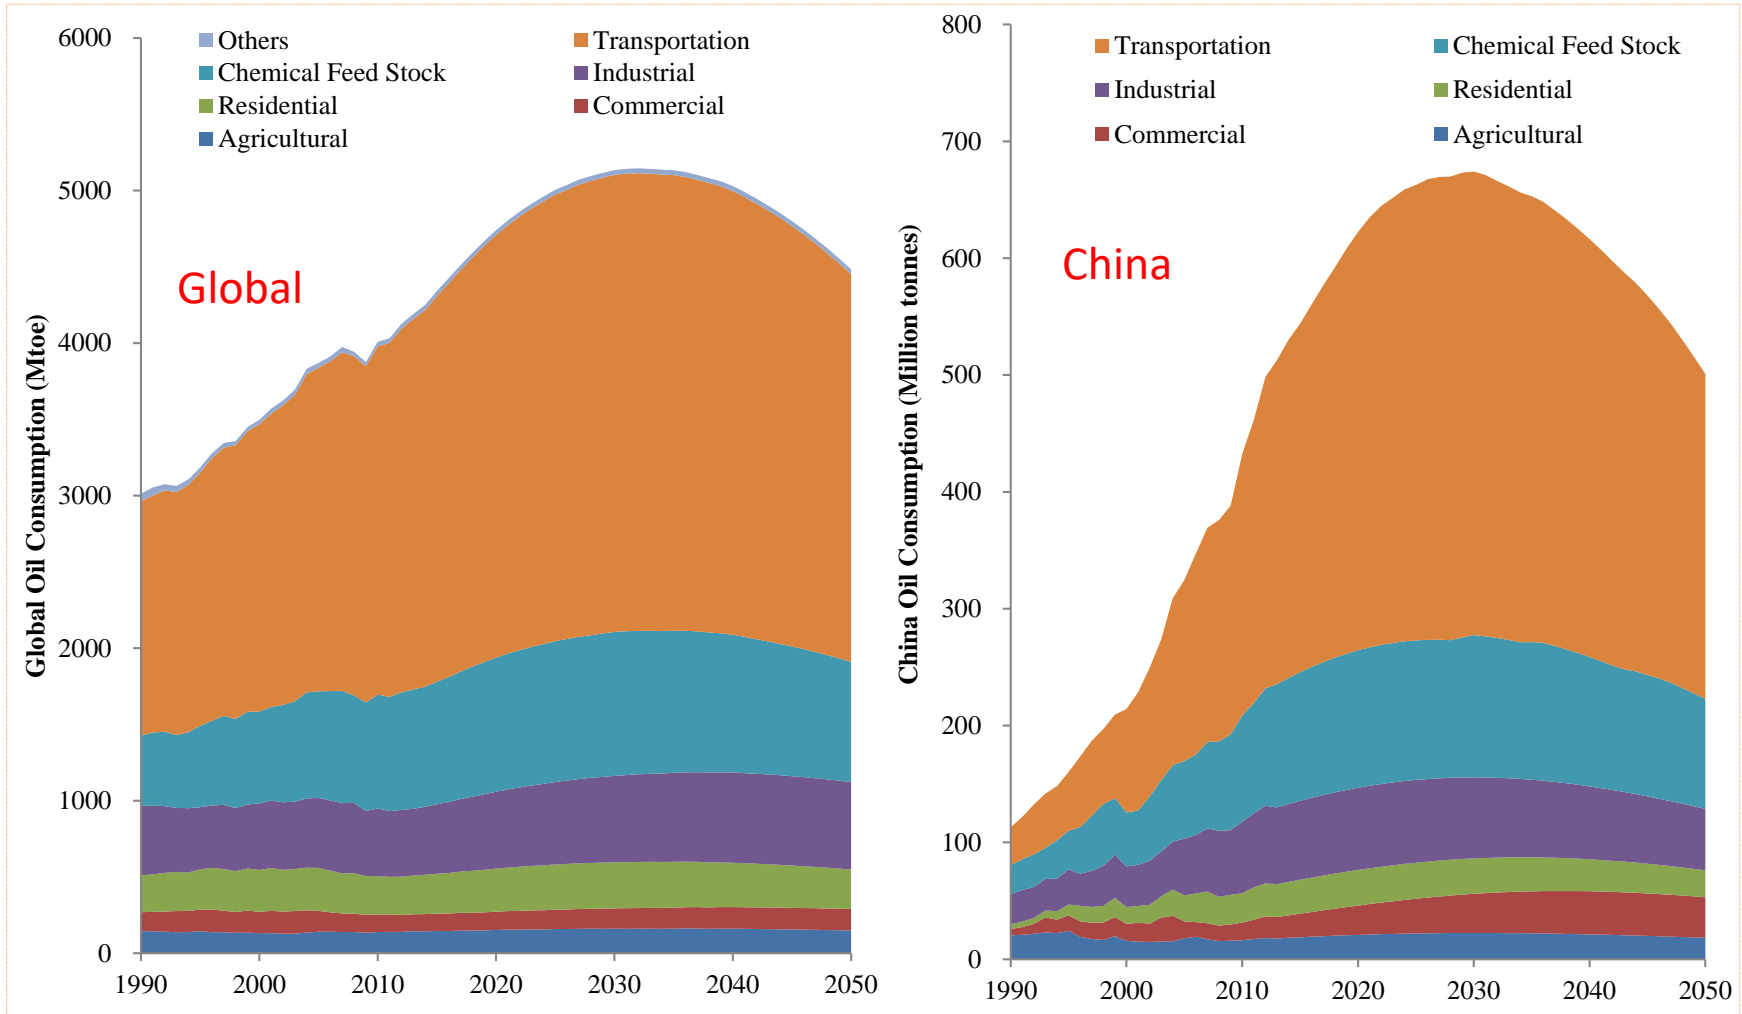 Global Oil Consumption (Mtoe)
6000
5000
4000
3000
2000
1000
0
Others
Transportation
Chemical Feed Stock
Industrial
Residential
Commercial
Agricultural
Global
1990 2000 2010 2020 2030 2040 2050
China Oil Consumption (Million tonnes)
800
700
600
500
400
300
200
100
0
Transportation
Chemical Feed Stock
Industrial
Residential
Commercial
Agricultural
China
1990 2000 2010 2020 2030 2040 2050